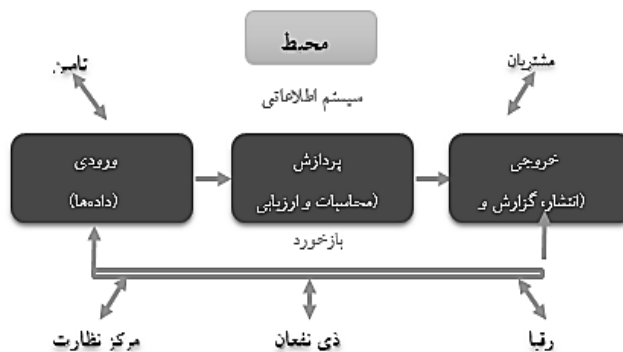 محیط
تامین
مشتریان
سیستم اطلاعاتی
ورودی
(داده‌ها)
پردازش
(محاسبات و ارزیابی
خروجی
(انتشار، گزارش و
بازخورد
مرکز نظارت
ذی نفعان
رقبا